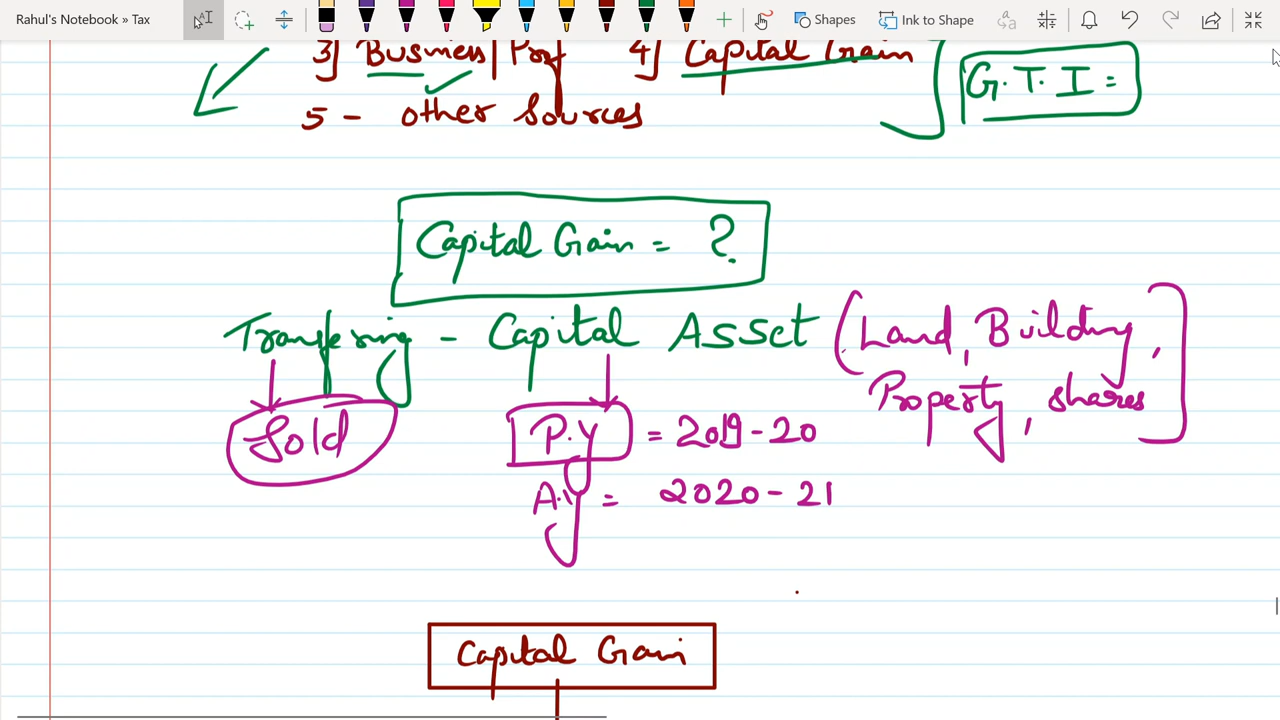 Rahul's Notebook » Tax
Shapes
Ink to Shape
3] Business/Prof 4] Capital Gain
G.T.I =
5 - other Sources
Capital Gain = ?
Transfering - Capital Asset (Land, Building,
Property, shares]
Sold
P.Y = 2019-20
A.Y = 2020-21
Capital Gain